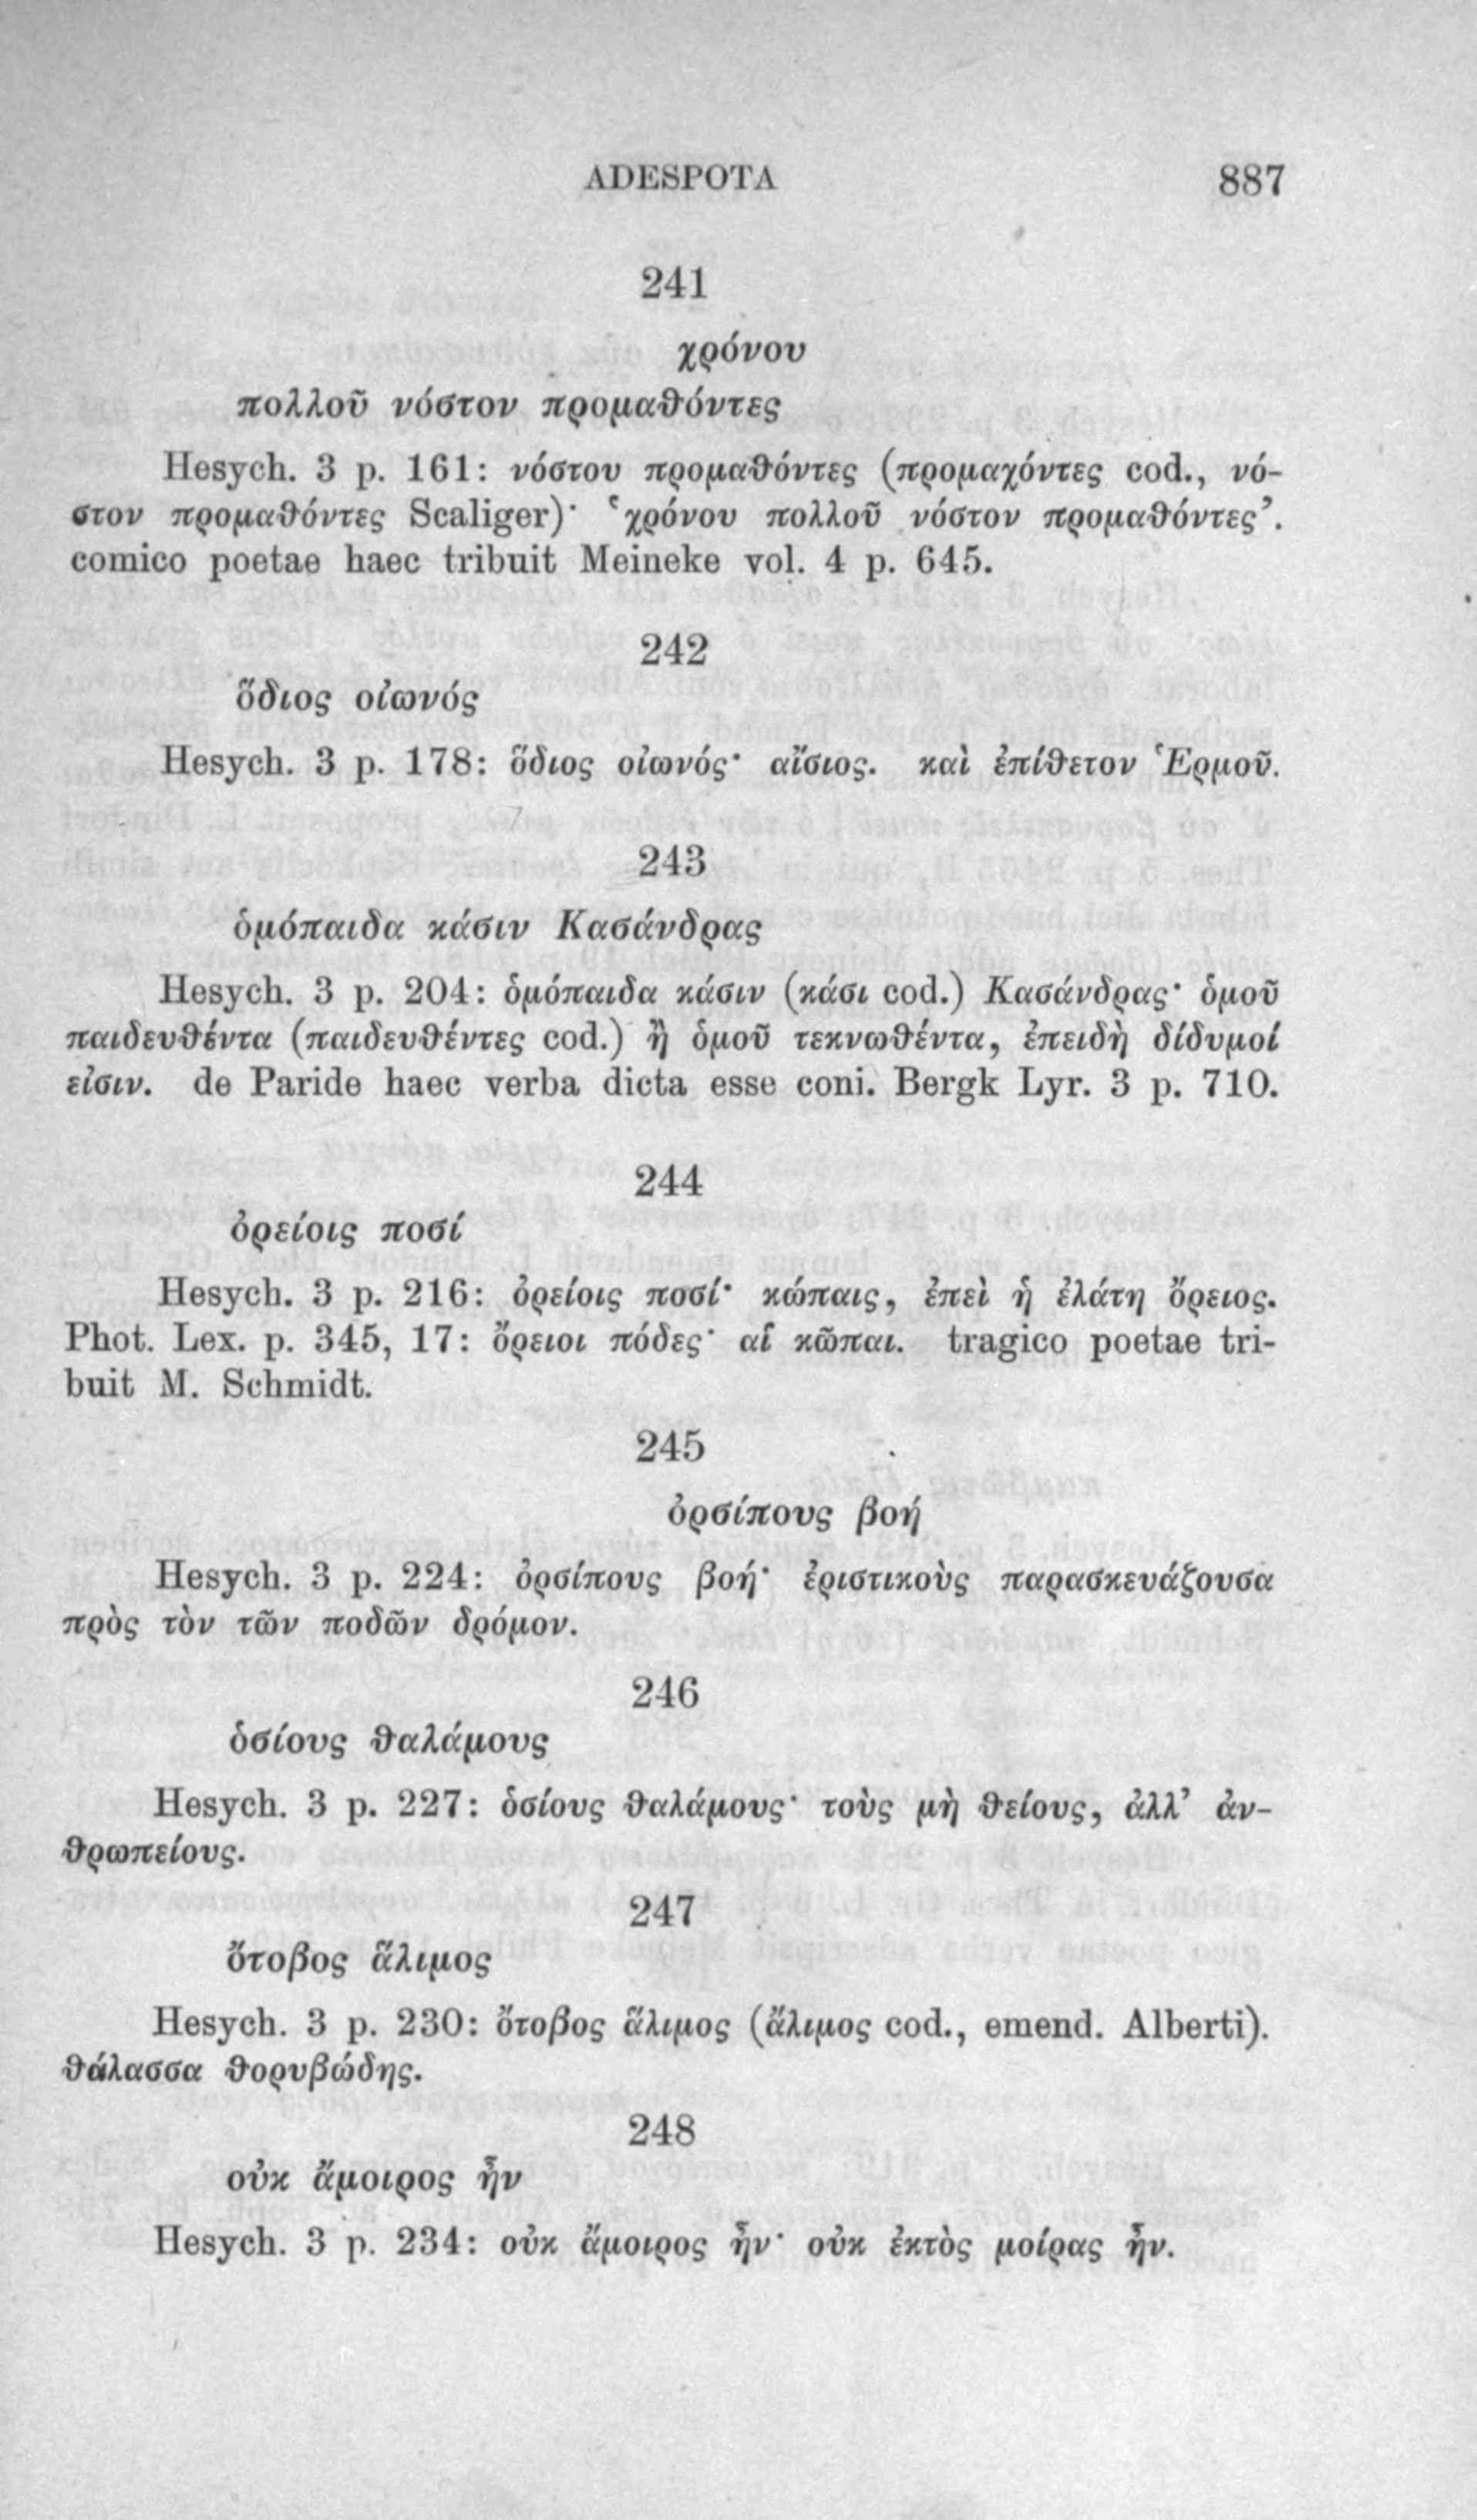 ADESPOTA 887
241
χρόνου
πολλοῦ νόστον προμαθόντες
Hesych. 3 p. 161: νόστου προμαθόντες (προμαχόντες cod., νό-
στον προμαθόντες Scaliger)· ‘χρόνου πολλοῦ νόστον προμαθόντες’.
comico poetae haec tribuit Meineke vol. 4 p. 645.
242
ὅδιος οἰωνός
Hesych. 3 p. 178: ὅδιος οἰωνός· αἴσιος. καὶ ἐπίθετον Ἑρμοῦ.
243
ὁμόπαιδα κάσιν Κασάνδρας
Hesych. 3 p. 204: ὁμόπαιδα κάσιν (κάσι cod.) Κασάνδρας· ὁμοῦ
παιδευθέντα (παιδευθέντες cod.) ἢ ὁμοῦ τεκνωθέντα, ἐπειδὴ δίδυμοί
εἰσιν. de Paride haec verba dicta esse coni. Bergk Lyr. 3 p. 710.
244
ὀρείοις ποσί
Hesych. 3 p. 216: ὀρείοις ποσί· κώπαις, ἐπεὶ ἡ ἐλάτη ὄρειος.
Phot. Lex. p. 345, 17: ὄρειοι πόδες· αἱ κῶπαι. tragico poetae tri-
buit M. Schmidt.
245
ὀρσίπους βοή
Hesych. 3 p. 224: ὀρσίπους βοή· ἐριστικοὺς παρασκευάζουσα
πρὸς τὸν τῶν ποδῶν δρόμον.
246
ὁσίους θαλάμους
Hesych. 3 p. 227: ὁσίους θαλάμους· τοὺς μὴ θείους, ἀλλ’ ἀν-
θρωπείους.
247
ὄτοβος ἅλιμος
Hesych. 3 p. 230: ὄτοβος ἅλιμος (ἄλιμος cod., emend. Alberti).
θάλασσα θορυβώδης.
248
οὐκ ἄμοιρος ἦν
Hesych. 3 p. 234: οὐκ ἄμοιρος ἦν· οὐκ ἐκτὸς μοίρας ἦν.